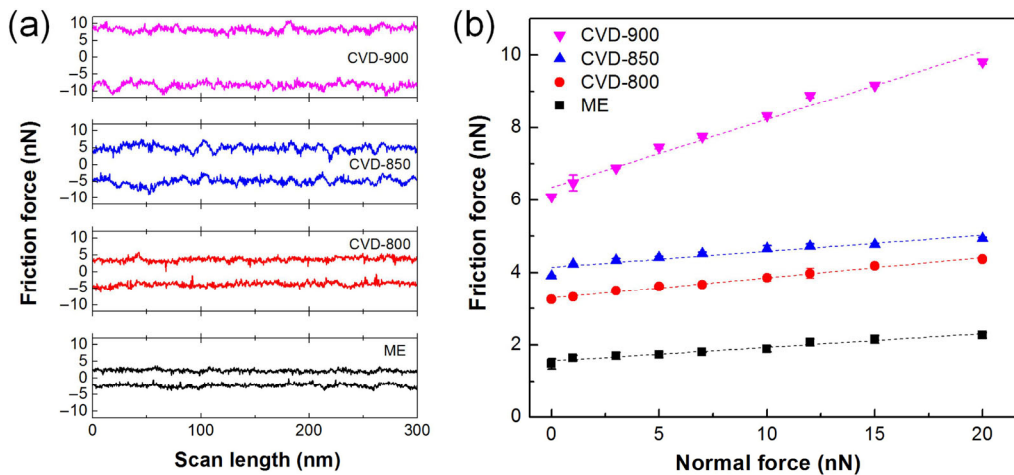 (a)
10
5
0
−5
−10
CVD-900
10
5
0
−5
−10
CVD-850
10
5
0
−5
−10
CVD-800
10
5
0
−5
−10
ME
0 100 200 300
Scan length (nm)
Friction force (nN)
(b)
CVD-900
CVD-850
CVD-800
ME
10
8
6
4
2
0
0 5 10 15 20
Normal force (nN)
Friction force (nN)